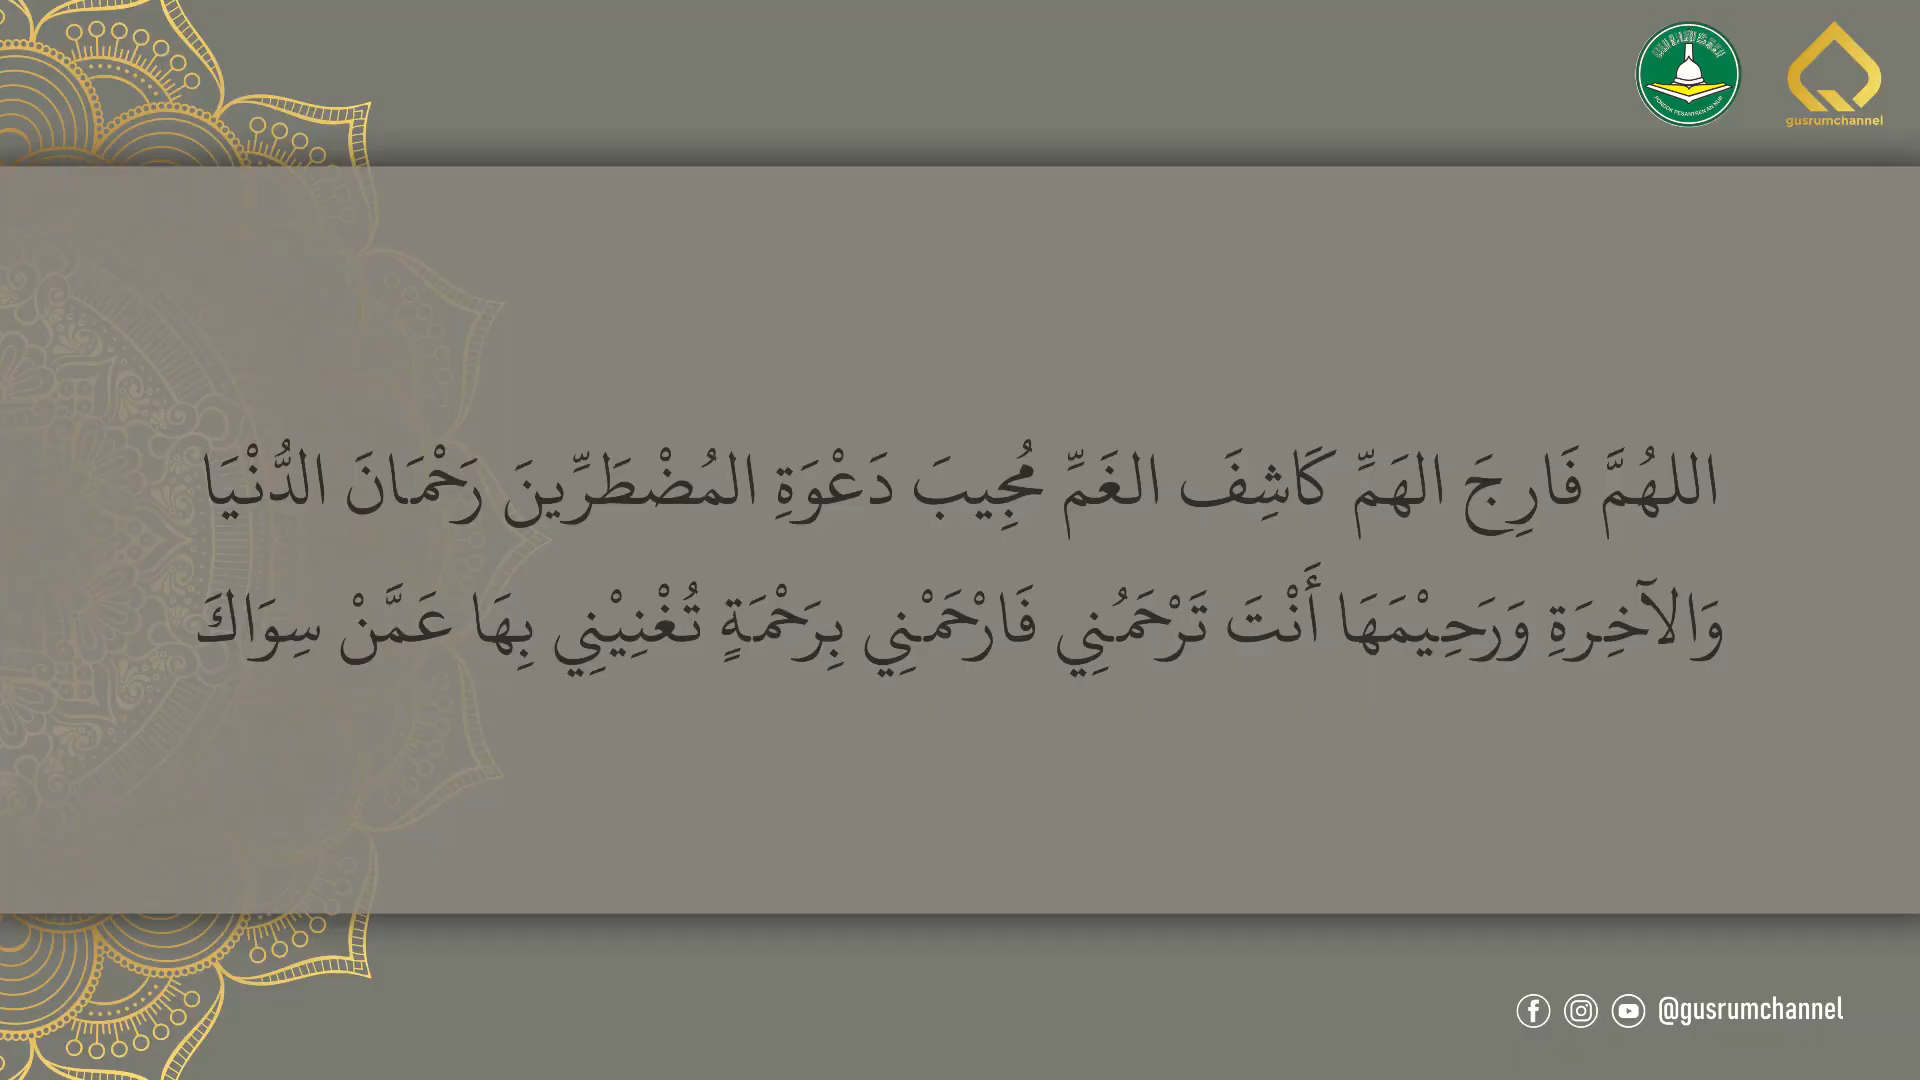 gusrumchannel
اللهُمَّ فَارِجَ الهَمِّ كَاشِفَ الغَمِّ مُجِيبَ دَعْوَةِ المُضْطَرِّينَ رَحْمَانَ الدُّنْيَا
وَالآخِرَةِ وَرَحِيْمَهَا أَنْتَ تَرْحَمُنِي فَارْحَمْنِي بِرَحْمَةٍ تُغْنِيْنِي بِهَا عَمَّنْ سِوَاكَ
@gusrumchannel